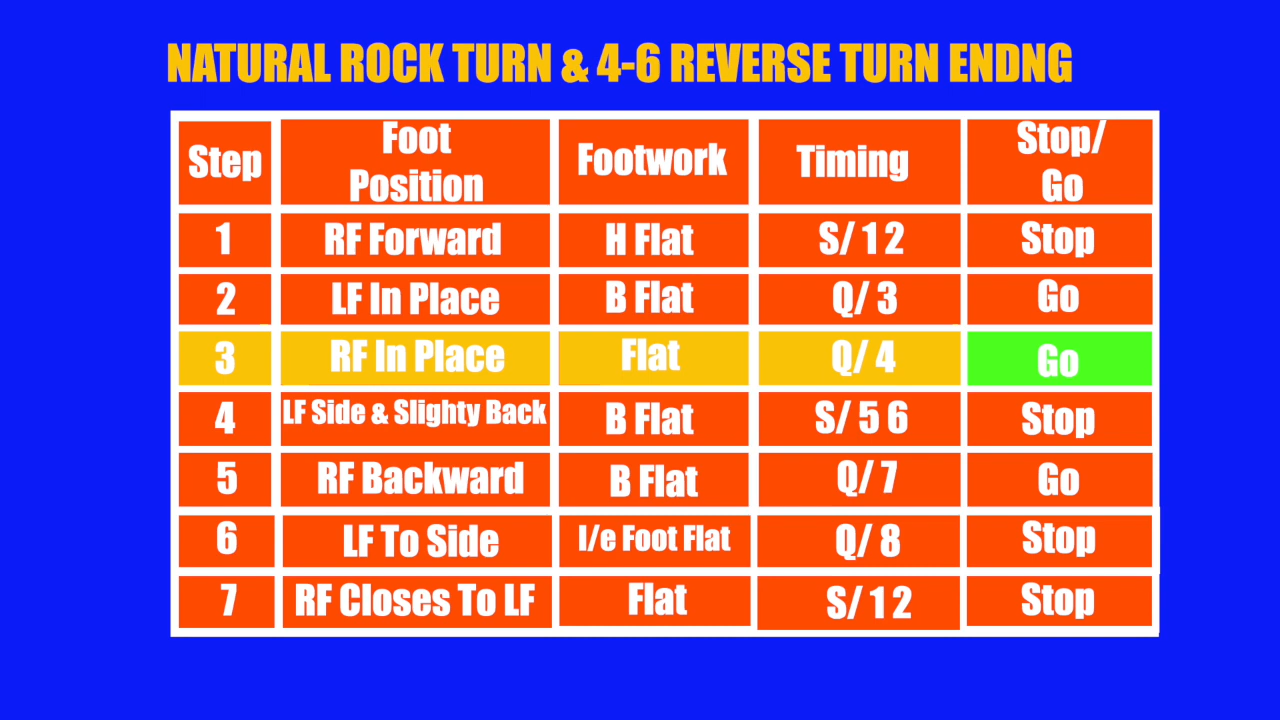 NATURAL ROCK TURN & 4-6 REVERSE TURN ENDNG
Step Foot Position Footwork Timing Stop/ Go
1 RF Forward H Flat S/ 1 2 Stop
2 LF In Place B Flat Q/ 3 Go
3 RF In Place Flat Q/ 4 Go
4 LF Side & Slighty Back B Flat S/ 5 6 Stop
5 RF Backward B Flat Q/ 7 Go
6 LF To Side I/e Foot Flat Q/ 8 Stop
7 RF Closes To LF Flat S/ 1 2 Stop